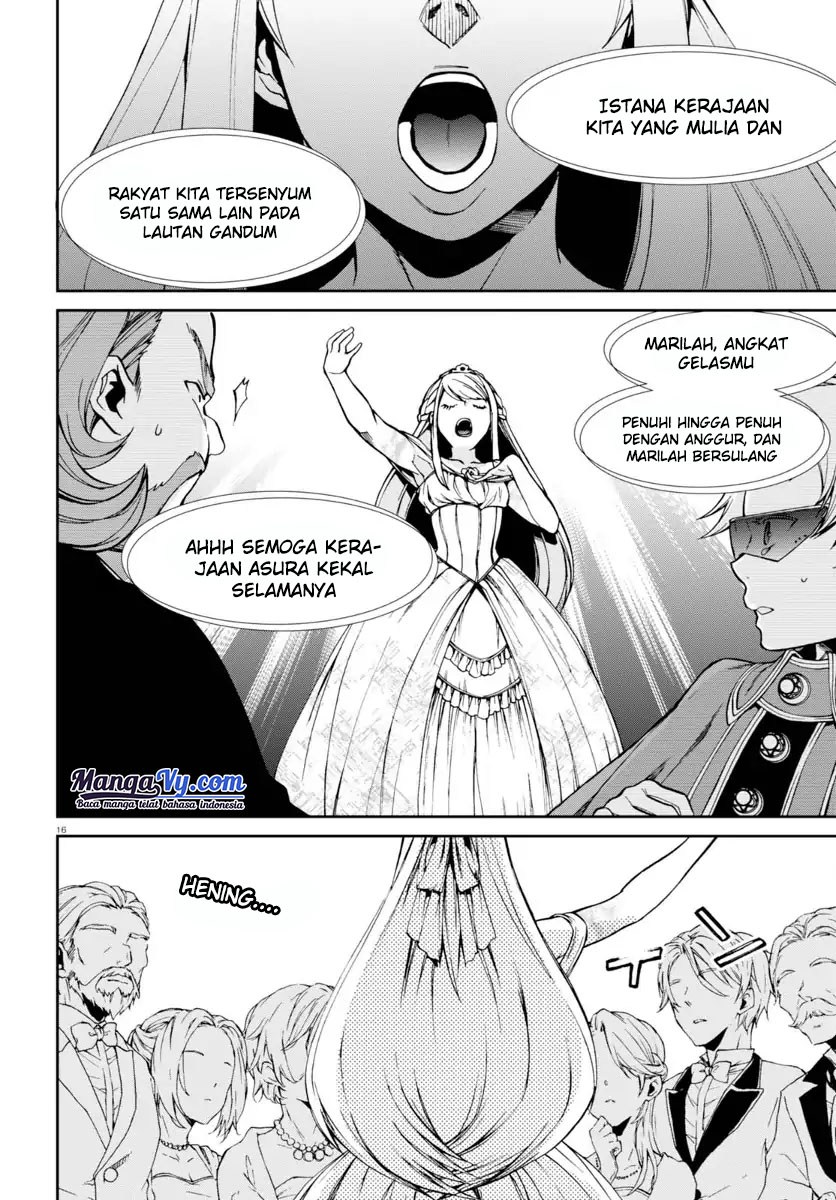 ISTANA KERAJAAN
KITA YANG MULIA DAN
RAKYAT KITA TERSENYUM
SATU SAMA LAIN PADA
LAUTAN GANDUM
MARILAH, ANGKAT
GELASMU
PENUHI HINGGA PENUH
DENGAN ANGGUR, DAN
MARILAH BERSULANG
AHHH SEMOGA KERA-
JAAN ASURA KEKAL
SELAMANYA
MangaVy.com
Baca manga telat bahasa indonesia
16
HENING....